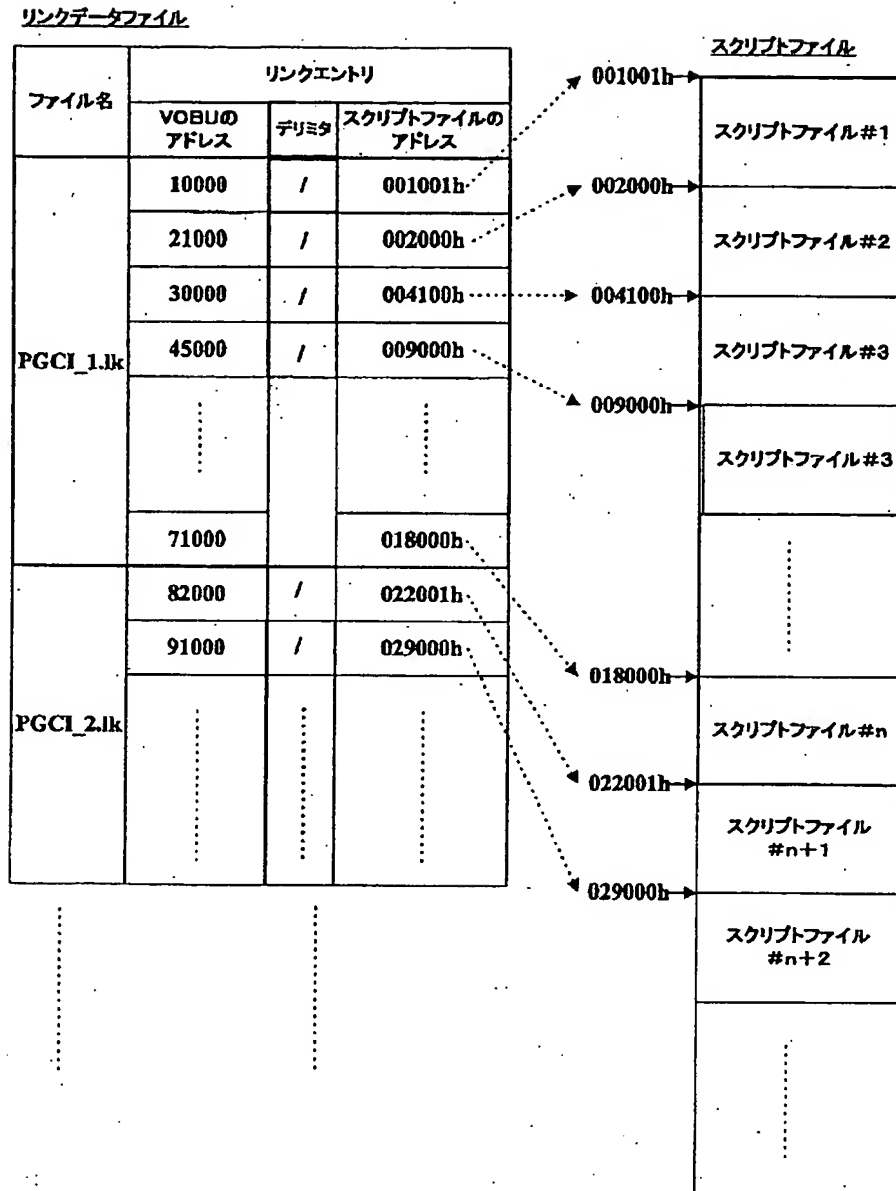 リンクデータファイル
ファイル名
リンクエントリ
VOBUの
アドレス
デリミタ
スクリプトファイルの
アドレス
PGCI_1.lk
10000 / 001001h
21000 / 002000h
30000 / 004100h
45000 / 009000h
71000 018000h
PGCI_2.lk
82000 / 022001h
91000 / 029000h
スクリプトファイル
001001h
スクリプトファイル#1
002000h
スクリプトファイル#2
004100h
スクリプトファイル#3
009000h
スクリプトファイル#3
018000h
スクリプトファイル#n
022001h
スクリプトファイル
#n+1
029000h
スクリプトファイル
#n+2